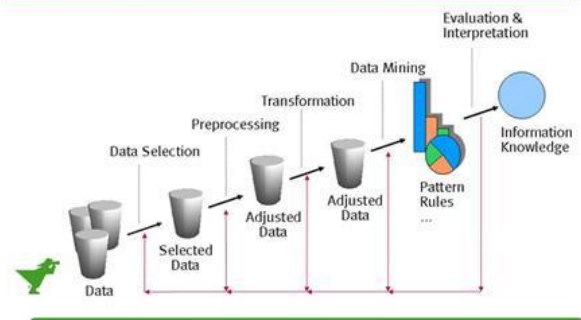 Evaluation &
Interpretation
Data Mining
Transformation
Preprocessing
Data Selection
Information
Knowledge
Pattern
Rules
...
Adjusted
Data
Adjusted
Data
Selected
Data
Data